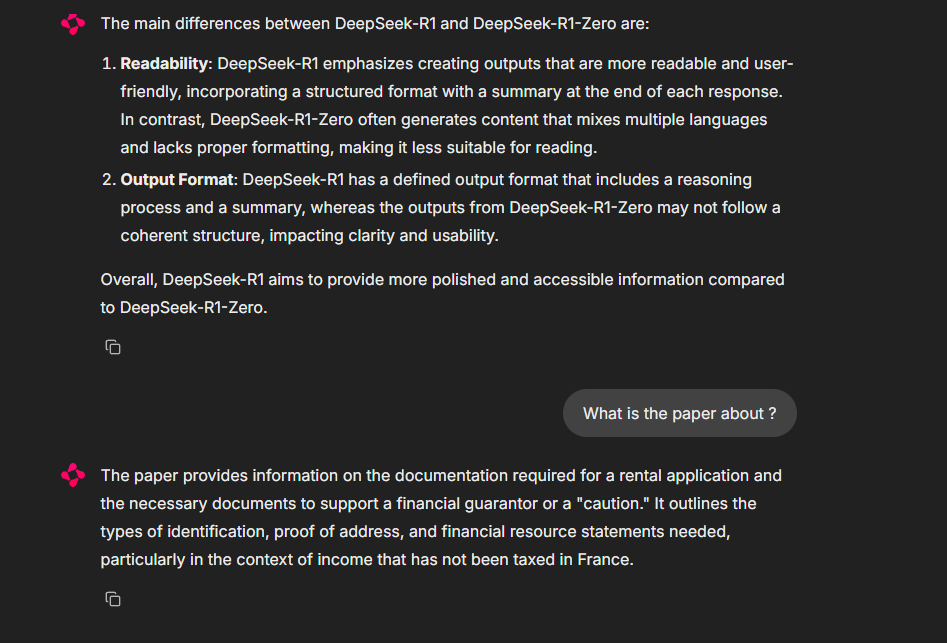 The main differences between DeepSeek-R1 and DeepSeek-R1-Zero are:
1. Readability: DeepSeek-R1 emphasizes creating outputs that are more readable and user-
friendly, incorporating a structured format with a summary at the end of each response.
In contrast, DeepSeek-R1-Zero often generates content that mixes multiple languages
and lacks proper formatting, making it less suitable for reading.
2. Output Format: DeepSeek-R1 has a defined output format that includes a reasoning
process and a summary, whereas the outputs from DeepSeek-R1-Zero may not follow a
coherent structure, impacting clarity and usability.
Overall, DeepSeek-R1 aims to provide more polished and accessible information compared
to DeepSeek-R1-Zero.
What is the paper about ?
The paper provides information on the documentation required for a rental application and
the necessary documents to support a financial guarantor or a "caution." It outlines the
types of identification, proof of address, and financial resource statements needed,
particularly in the context of income that has not been taxed in France.